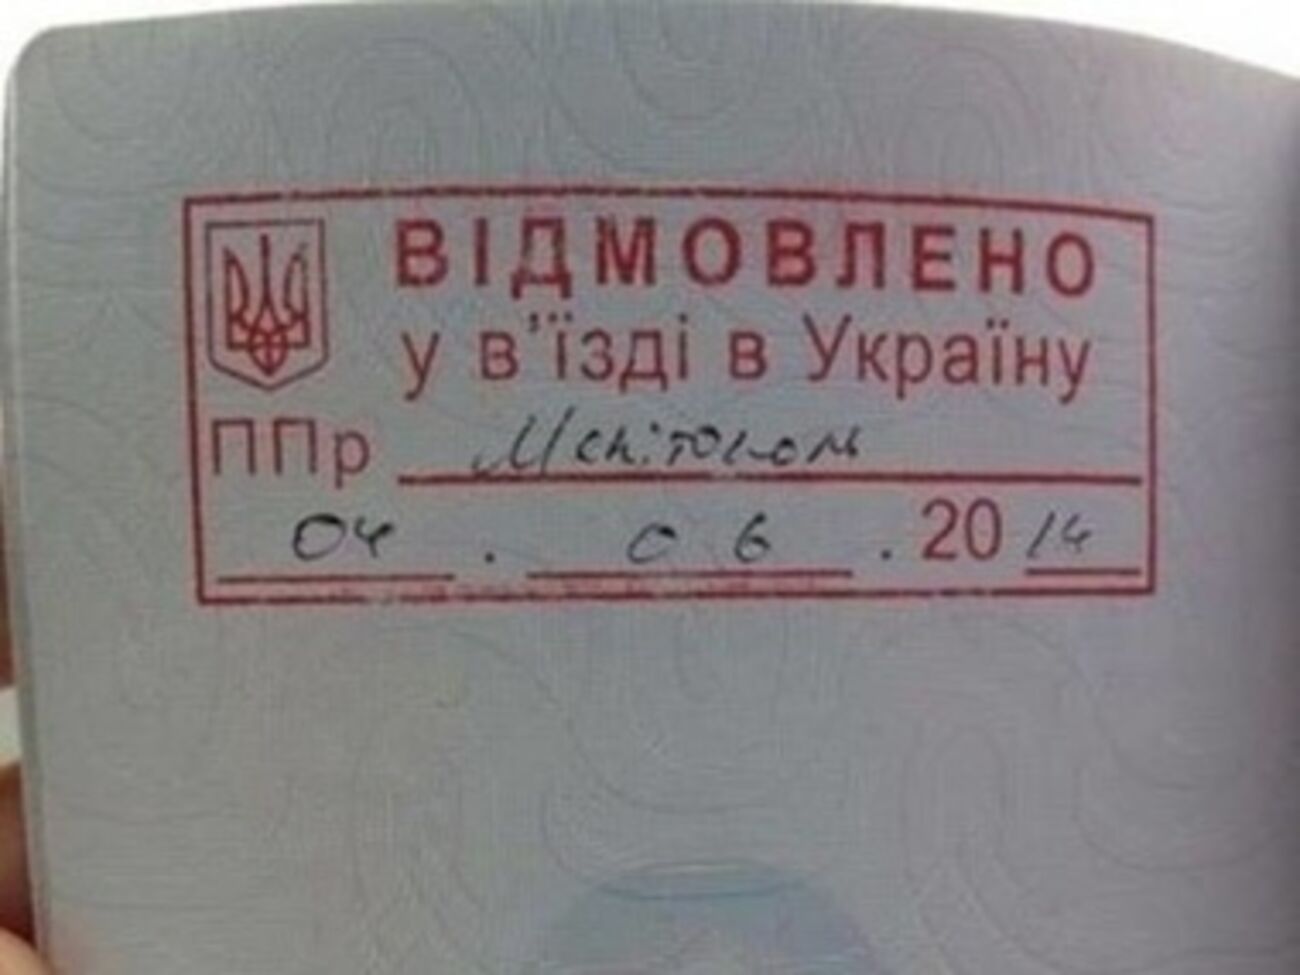 ВІДМОВЛЕНО
у в'їзді в Україну
ППр Мелітополь
04 . 06 . 2014